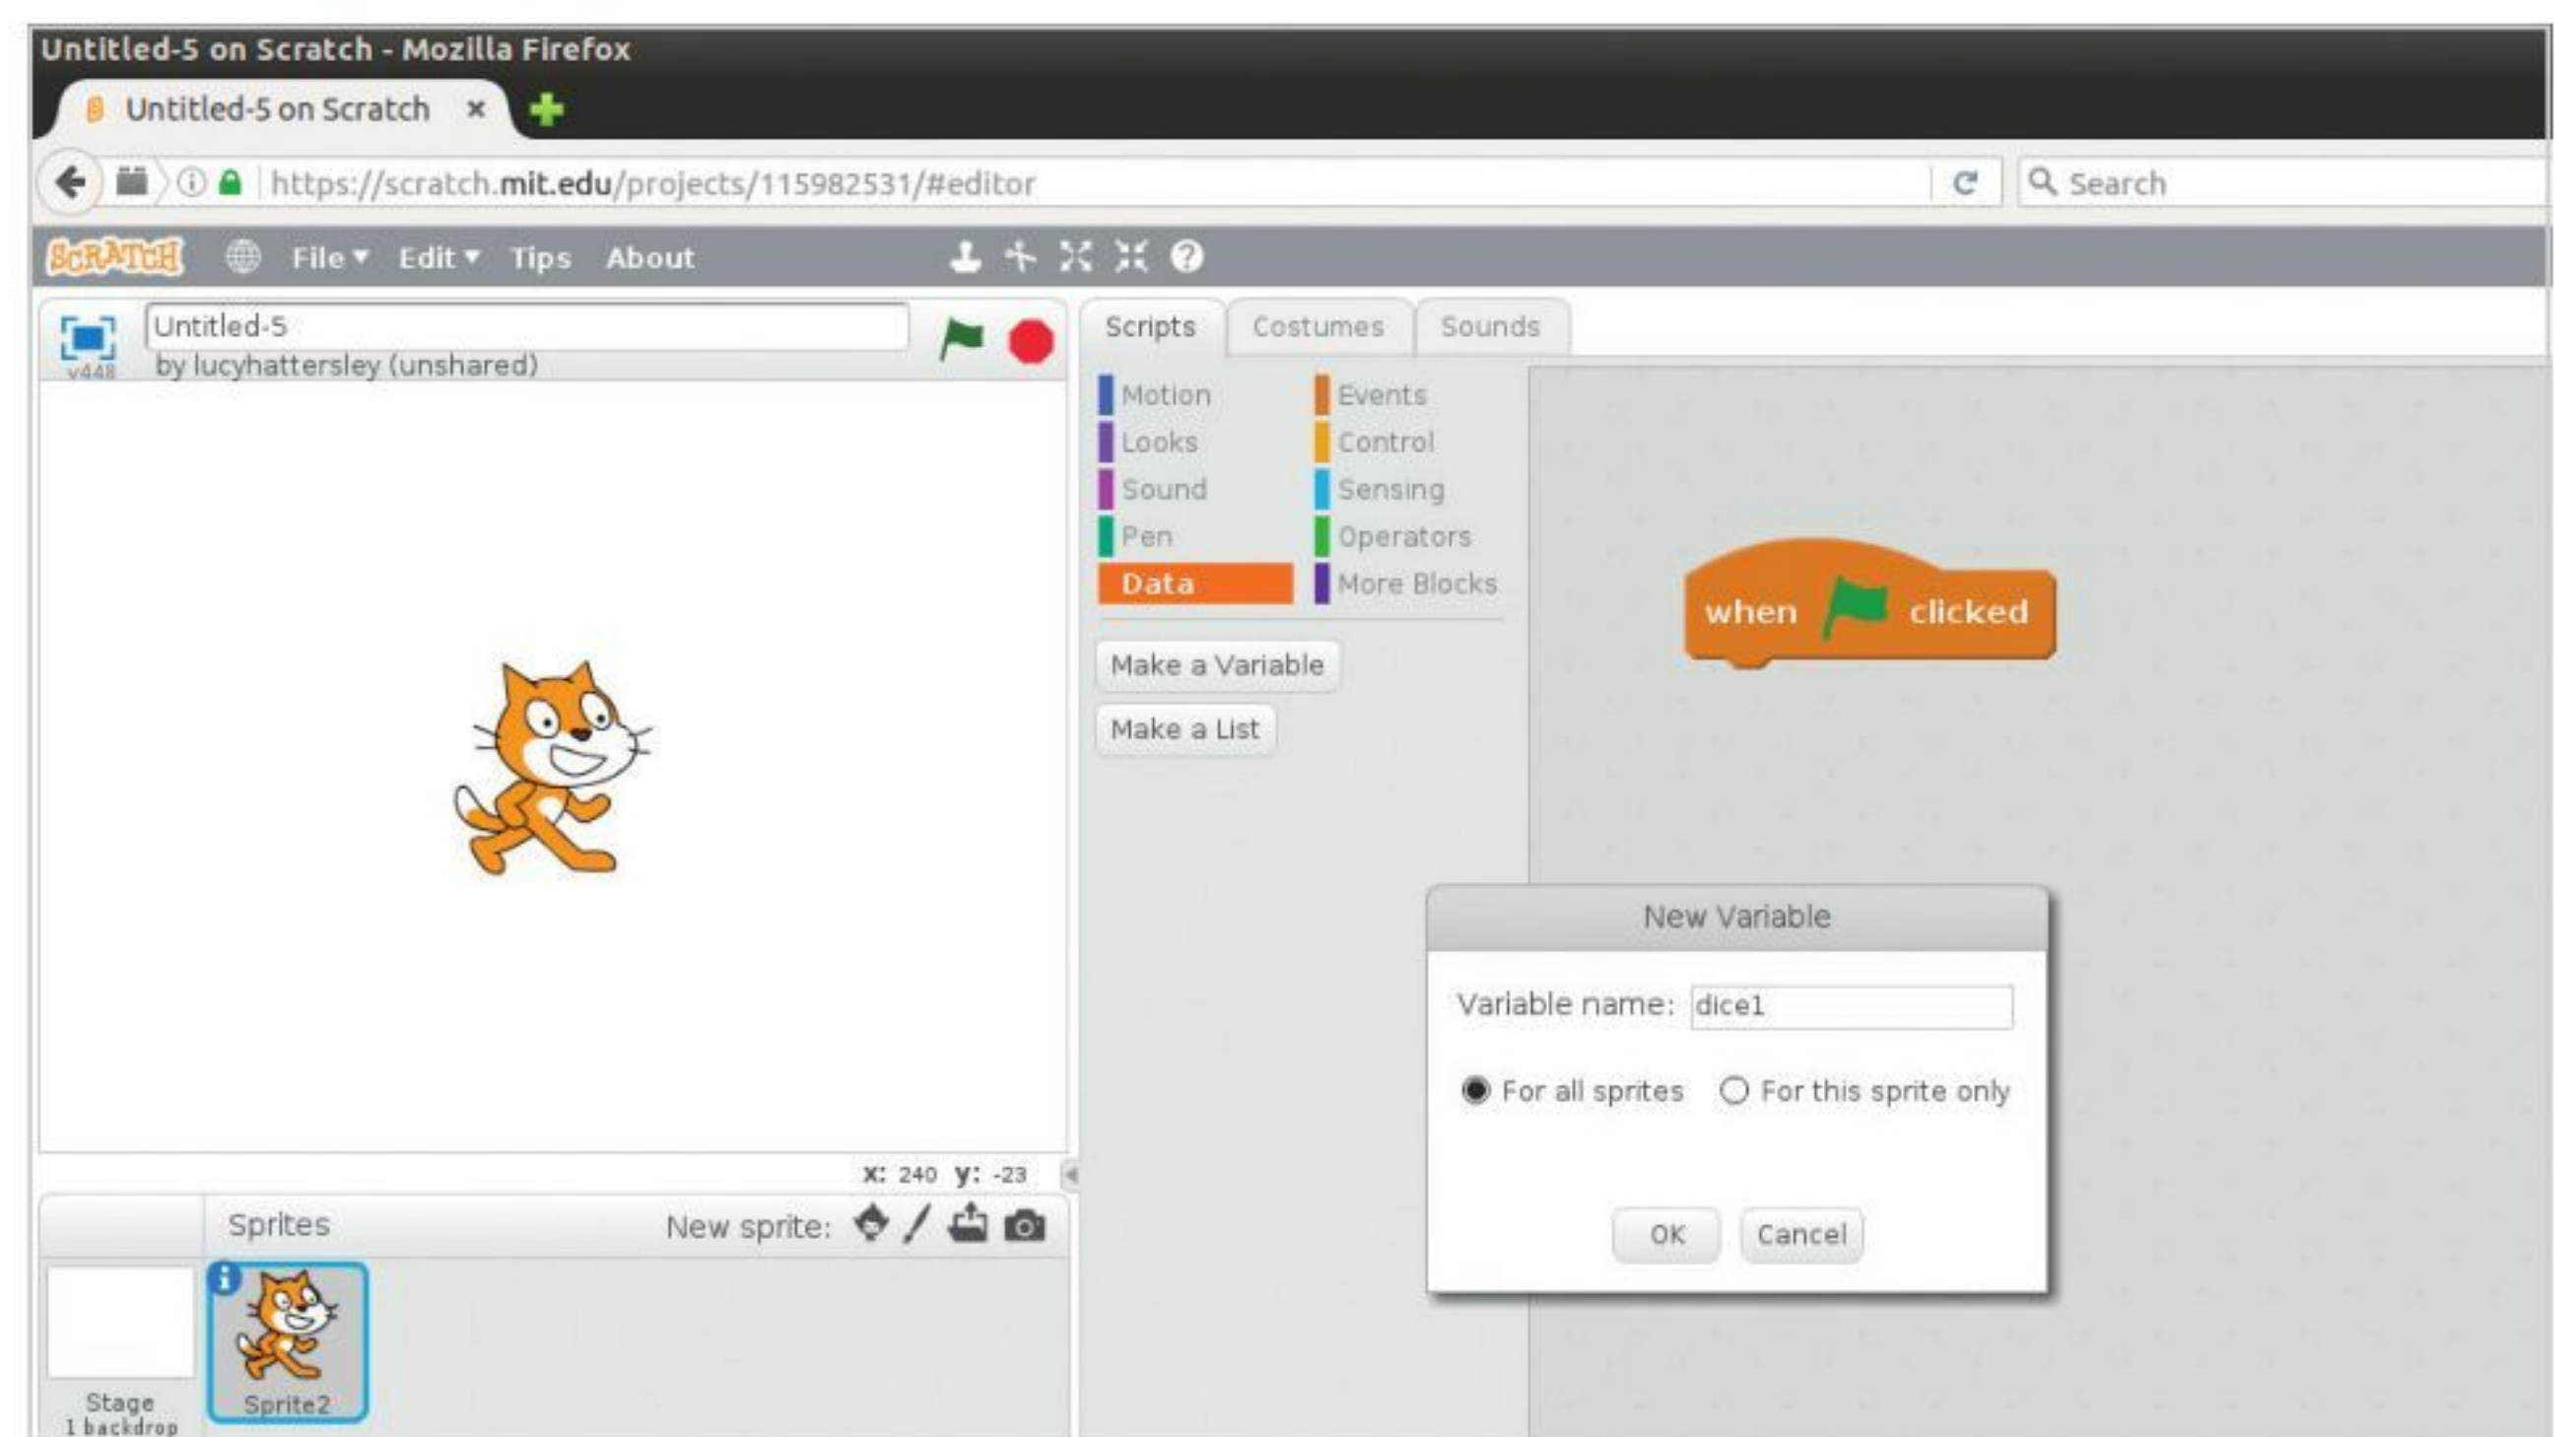 Untitled-5 on Scratch - Mozilla Firefox
Untitled-5 on Scratch
https://scratch.mit.edu/projects/115982531/#editor
Search
SCRATCH File Edit Tips About
Untitled-5
by lucyhattersley (unshared)
v448
Scripts Costumes Sounds
Motion Events
Looks Control
Sound Sensing
Pen Operators
Data More Blocks
Make a Variable
Make a List
when clicked
New Variable
Variable name: dice1
For all sprites For this sprite only
OK Cancel
x: 240 y: -23
Sprites New sprite:
Stage
1 backdrop
Sprite2